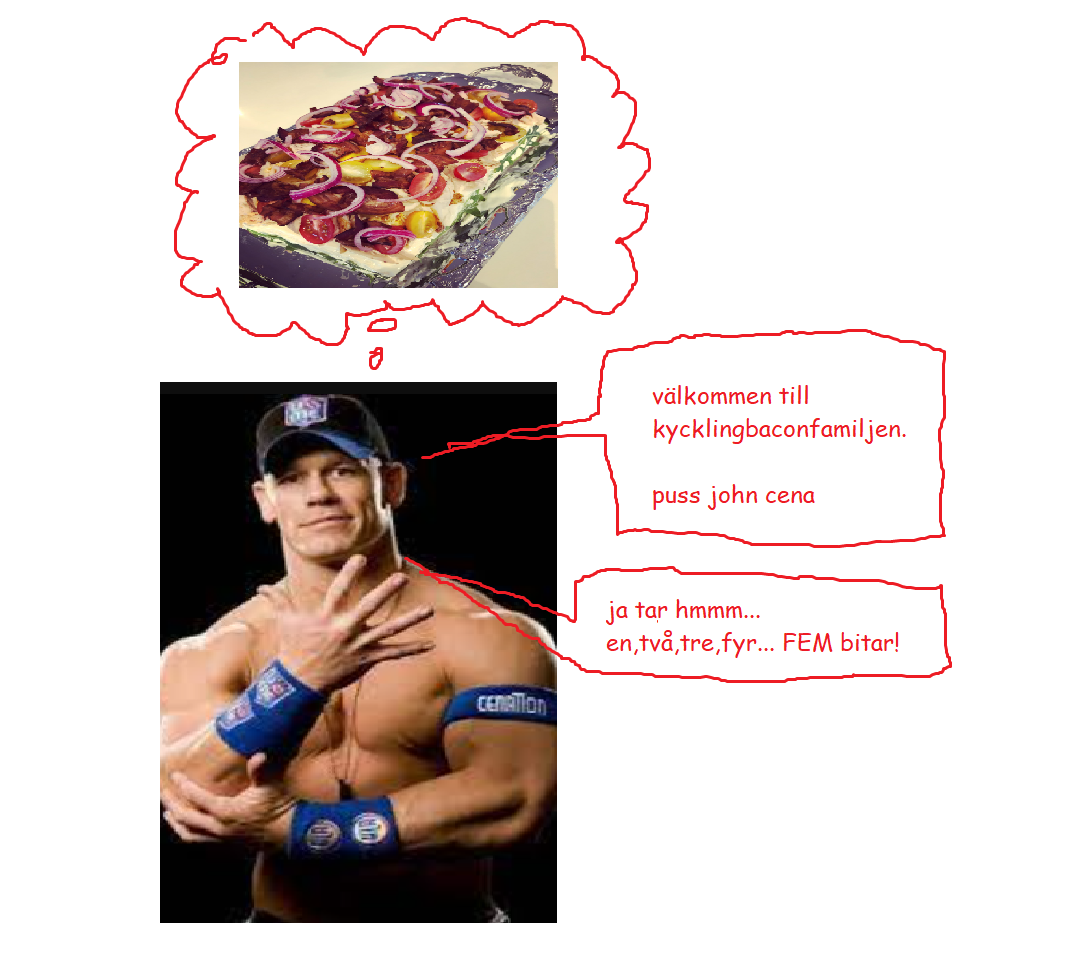 välkommen till
kycklingbaconfamiljen.
puss john cena
ja tar hmmm...
en,två,tre,fyr... FEM bitar!
CENATION